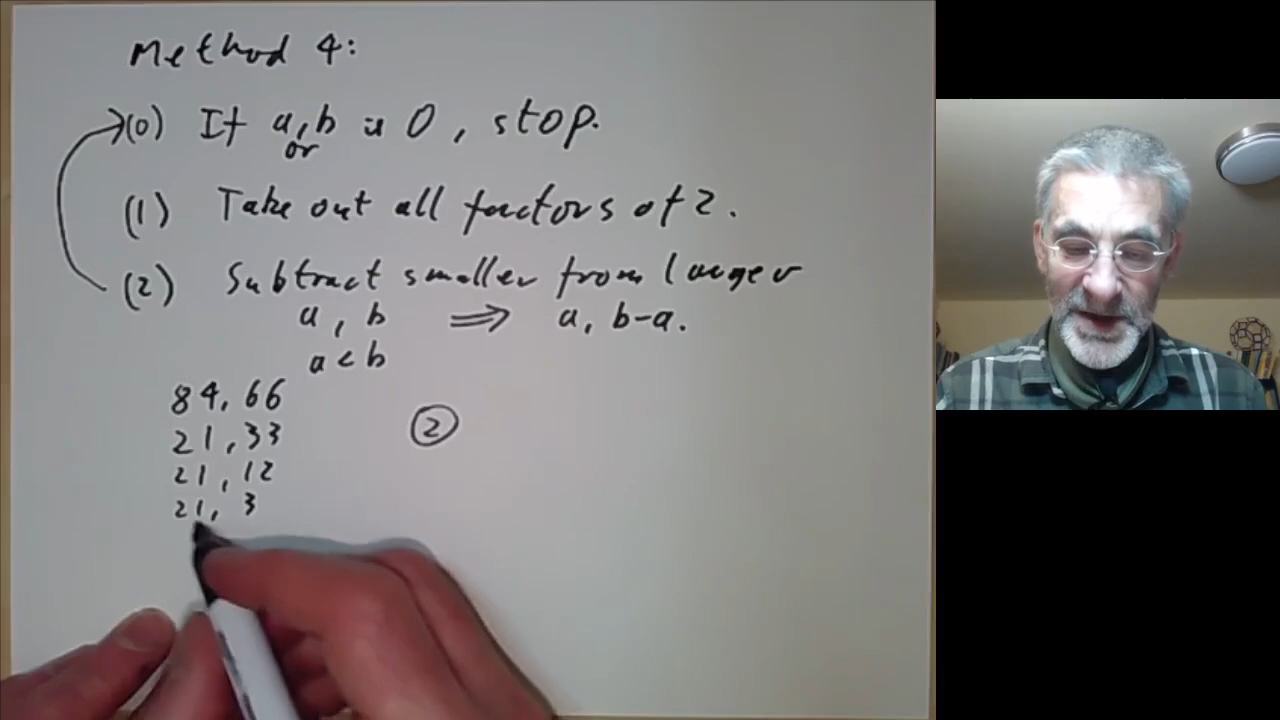 Method 4:
(0) If a, b is 0, stop.
or
(1) Take out all factors of 2.
(2) Subtract smaller from larger
a, b ⟹ a, b-a.
a < b
84, 66
21, 33 ②
21, 12
21, 3